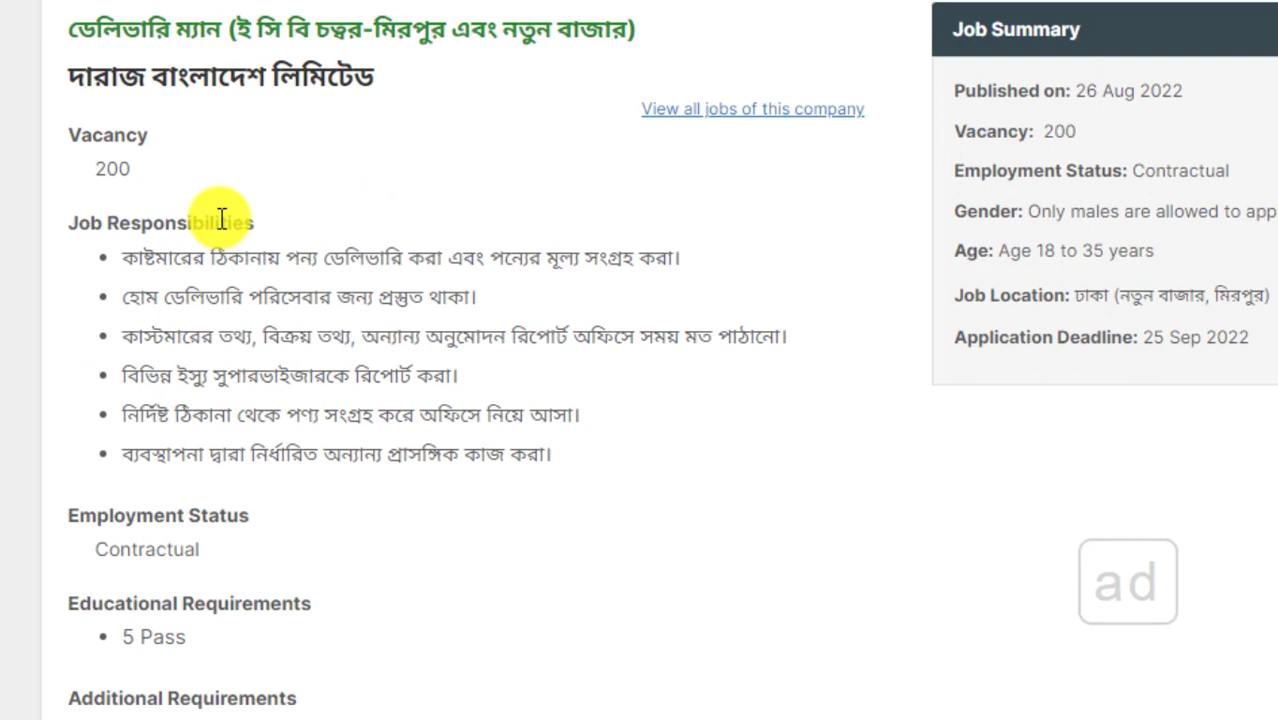 ডেলিভারি ম্যান (ই সি বি চত্বর-মিরপুর এবং নতুন বাজার)
দারাজ বাংলাদেশ লিমিটেড
View all jobs of this company
Vacancy
200
Job Responsibilities
কাষ্টমারের ঠিকানায় পন্য ডেলিভারি করা এবং পন্যের মূল্য সংগ্রহ করা।
হোম ডেলিভারি পরিসেবার জন্য প্রস্তুত থাকা।
কাস্টমারের তথ্য, বিক্রয় তথ্য, অন্যান্য অনুমোদন রিপোর্ট অফিসে সময় মত পাঠানো।
বিভিন্ন ইস্যু সুপারভাইজারকে রিপোর্ট করা।
নির্দিষ্ট ঠিকানা থেকে পণ্য সংগ্রহ করে অফিসে নিয়ে আসা।
ব্যবস্থাপনা দ্বারা নির্ধারিত অন্যান্য প্রাসঙ্গিক কাজ করা।
Employment Status
Contractual
Educational Requirements
5 Pass
Additional Requirements
Job Summary
Published on: 26 Aug 2022
Vacancy: 200
Employment Status: Contractual
Gender: Only males are allowed to app
Age: Age 18 to 35 years
Job Location: ঢাকা (নতুন বাজার, মিরপুর)
Application Deadline: 25 Sep 2022
ad